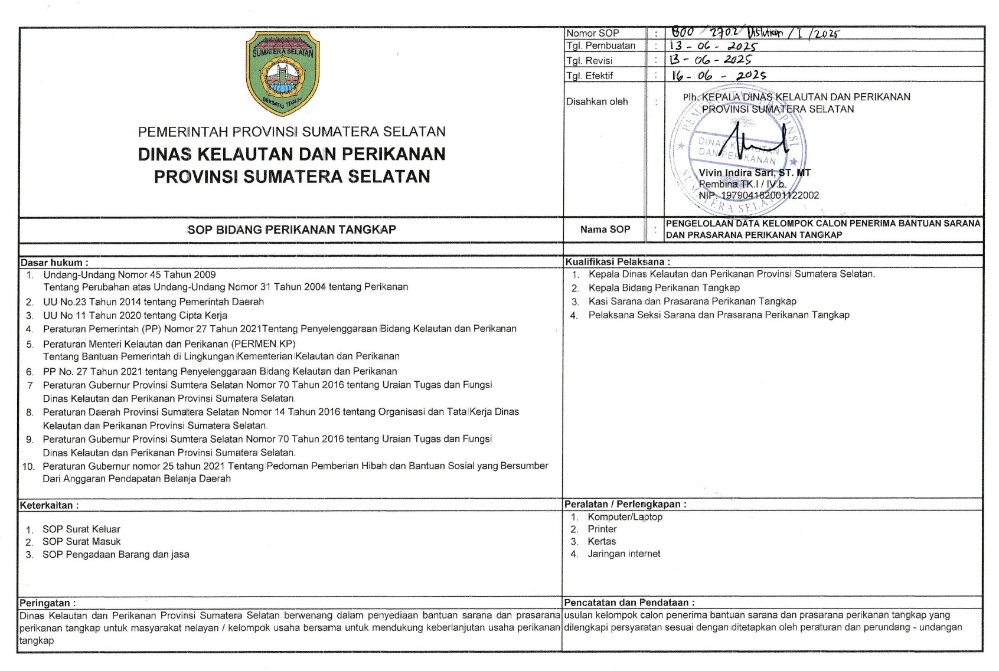 SUMATERA SELATAN
BERSATU TEGUH
PEMERINTAH PROVINSI SUMATERA SELATAN
DINAS KELAUTAN DAN PERIKANAN
PROVINSI SUMATERA SELATAN
Nomor SOP : 800 / 2702 / Dislutkan / I / 2025
Tgl. Pembuatan : 13 - 06 - 2025
Tgl. Revisi : 13 - 06 - 2025
Tgl. Efektif : 16 - 06 - 2025
Disahkan oleh :
Plh. KEPALA DINAS KELAUTAN DAN PERIKANAN
PROVINSI SUMATERA SELATAN
PEMERINTAH PROPINSI
DINAS KELAUTAN
DAN PERIKANAN
SUMATERA SELATAN
Vivin Indira Sari, ST. MT
Pembina TK.I / IV.b
NIP. 197904182001122002
SOP BIDANG PERIKANAN TANGKAP
Nama SOP : PENGELOLAAN DATA KELOMPOK CALON PENERIMA BANTUAN SARANA
DAN PRASARANA PERIKANAN TANGKAP
Dasar hukum :
1. Undang-Undang Nomor 45 Tahun 2009
Tentang Perubahan atas Undang-Undang Nomor 31 Tahun 2004 tentang Perikanan
2. UU No.23 Tahun 2014 tentang Pemerintah Daerah
3. UU No 11 Tahun 2020 tentang Cipta Kerja
4. Peraturan Pemerintah (PP) Nomor 27 Tahun 2021Tentang Penyelenggaraan Bidang Kelautan dan Perikanan
5. Peraturan Menteri Kelautan dan Perikanan (PERMEN KP)
Tentang Bantuan Pemerintah di Lingkungan Kementerian Kelautan dan Perikanan
6. PP No. 27 Tahun 2021 tentang Penyelenggaraan Bidang Kelautan dan Perikanan
7 Peraturan Gubernur Provinsi Sumtera Selatan Nomor 70 Tahun 2016 tentang Uraian Tugas dan Fungsi
Dinas Kelautan dan Perikanan Provinsi Sumatera Selatan.
8. Peraturan Daerah Provinsi Sumatera Selatan Nomor 14 Tahun 2016 tentang Organisasi dan Tata Kerja Dinas
Kelautan dan Perikanan Provinsi Sumatera Selatan.
9. Peraturan Gubernur Provinsi Sumtera Selatan Nomor 70 Tahun 2016 tentang Uraian Tugas dan Fungsi
Dinas Kelautan dan Perikanan Provinsi Sumatera Selatan.
10. Peraturan Gubernur nomor 25 tahun 2021 Tentang Pedoman Pemberian Hibah dan Bantuan Sosial yang Bersumber
Dari Anggaran Pendapatan Belanja Daerah
Kualifikasi Pelaksana :
1. Kepala Dinas Kelautan dan Perikanan Provinsi Sumatera Selatan.
2. Kepala Bidang Perikanan Tangkap
3. Kasi Sarana dan Prasarana Perikanan Tangkap
4. Pelaksana Seksi Sarana dan Prasarana Perikanan Tangkap
Keterkaitan :
1. SOP Surat Keluar
2. SOP Surat Masuk
3. SOP Pengadaan Barang dan jasa
Peralatan / Perlengkapan :
1. Komputer/Laptop
2. Printer
3. Kertas
4. Jaringan internet
Peringatan :
Dinas Kelautan dan Perikanan Provinsi Sumatera Selatan berwenang dalam penyediaan bantuan sarana dan prasarana
perikanan tangkap untuk masyarakat nelayan / kelompok usaha bersama untuk mendukung keberlanjutan usaha perikanan
tangkap
Pencatatan dan Pendataan :
usulan kelompok calon penerima bantuan sarana dan prasarana perikanan tangkap yang
dilengkapi persyaratan sesuai dengan ditetapkan oleh peraturan dan perundang - undangan